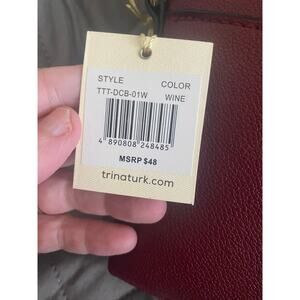 STYLE COLOR
TTT-DCB-01W WINE
4 890808 248485
MSRP $48
trinaturk.com